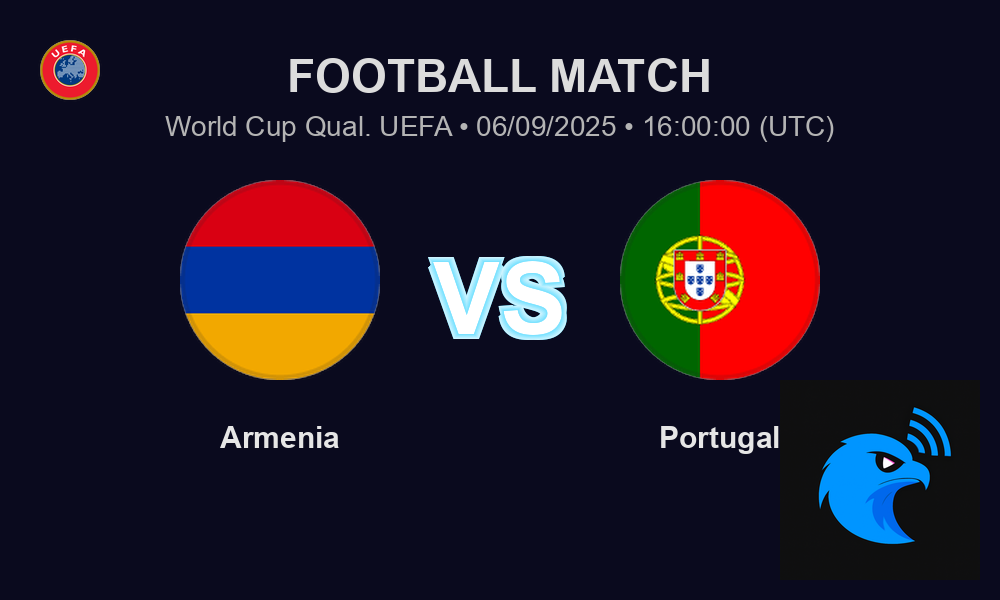 UEFA
FOOTBALL MATCH
World Cup Qual. UEFA • 06/09/2025 • 16:00:00 (UTC)
VS
Armenia
Portugal